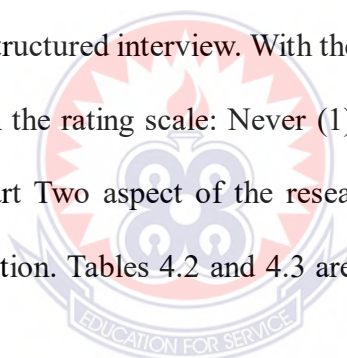 tructured interview. With the
the rating scale: Never (1)
rt Two aspect of the resea
tion. Tables 4.2 and 4.3 are
EDUCATION FOR SERVICE